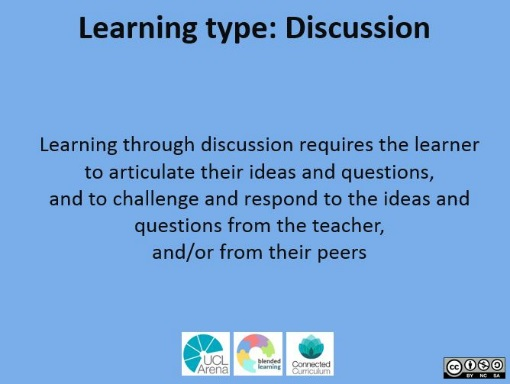 Learning type: Discussion
Learning through discussion requires the learner
to articulate their ideas and questions,
and to challenge and respond to the ideas and
questions from the teacher,
and/or from their peers
UCL
Arena
blended
learning
Connected
Curriculum
cc
BY NC SA